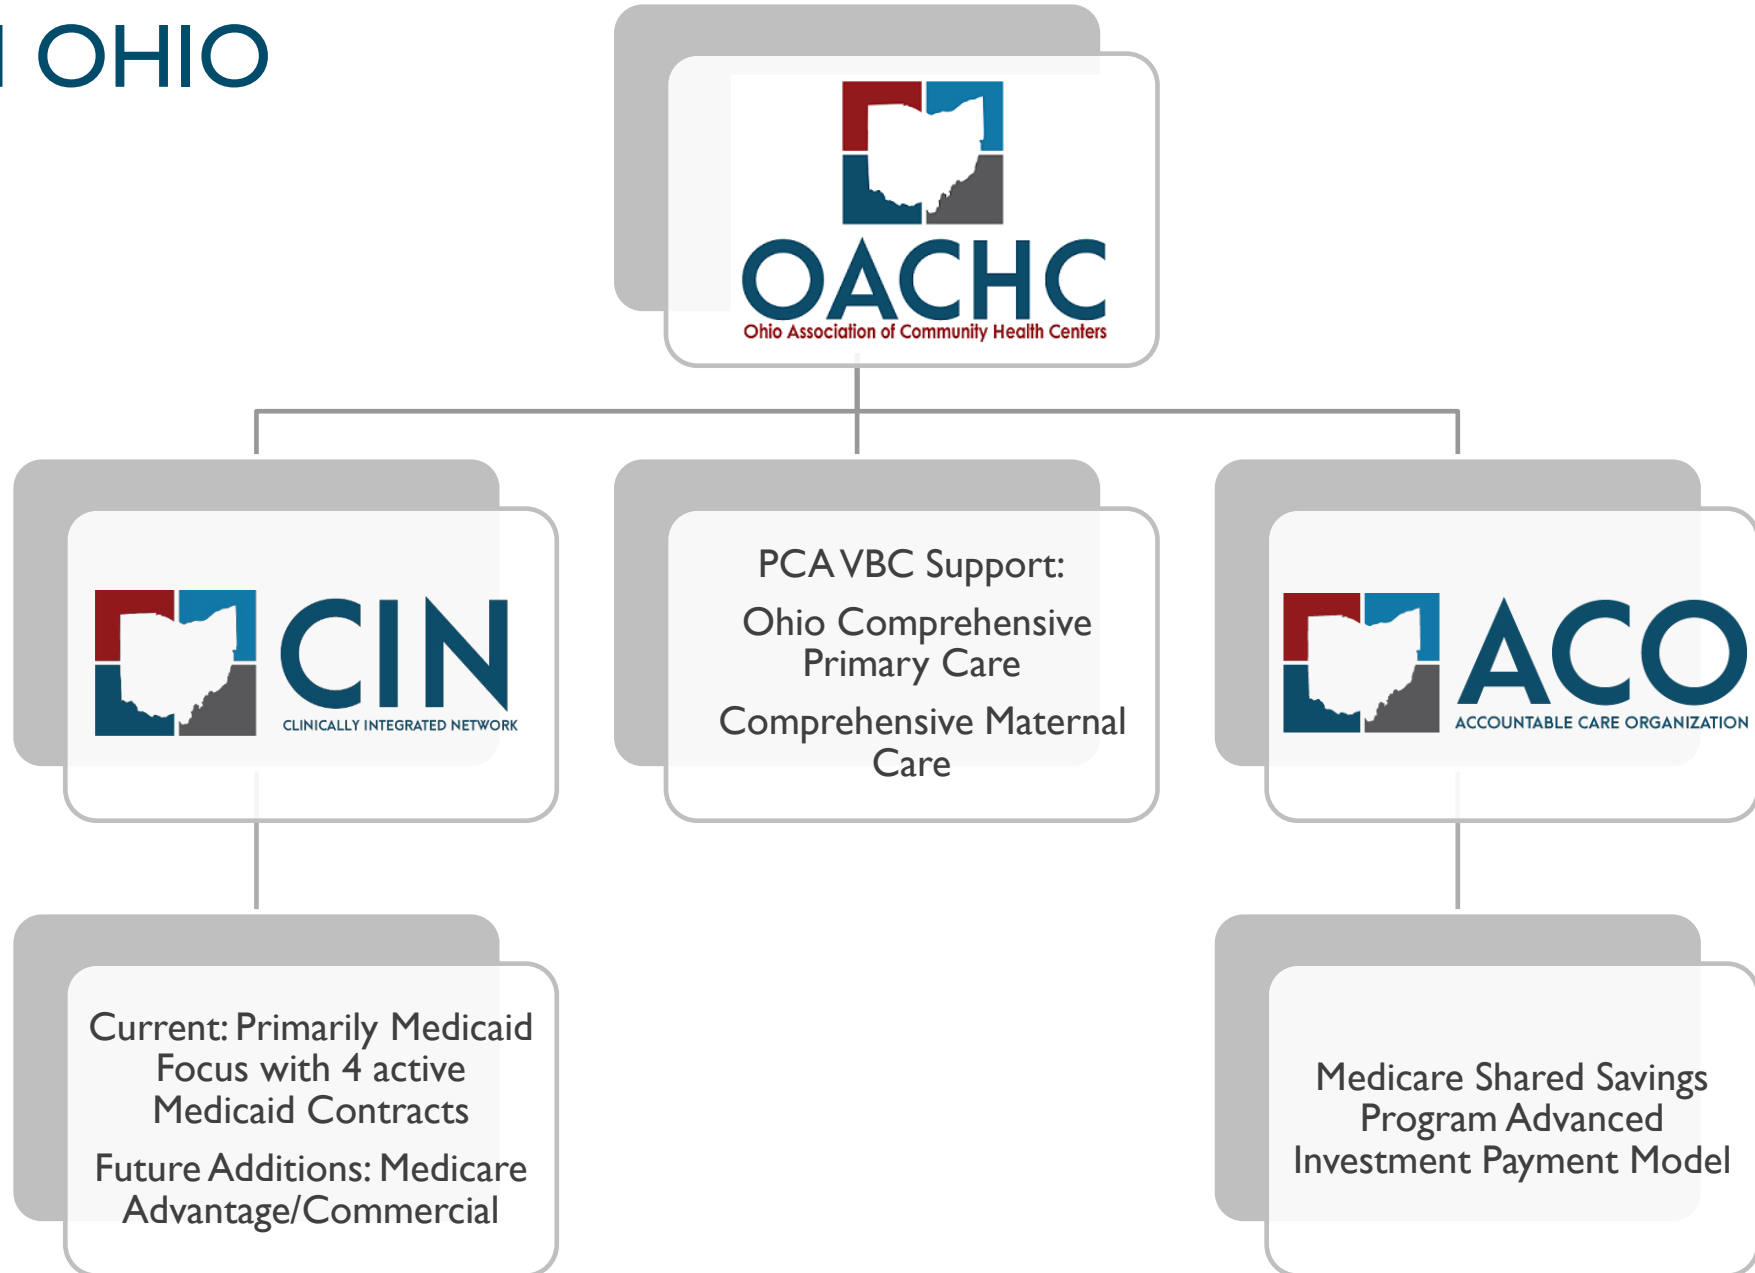 OHIO
OACHC
Ohio Association of Community Health Centers
CIN
CLINICALLY INTEGRATED NETWORK
PCA VBC Support:
Ohio Comprehensive
Primary Care
Comprehensive Maternal
Care
ACO
ACCOUNTABLE CARE ORGANIZATION
Current: Primarily Medicaid
Focus with 4 active
Medicaid Contracts
Future Additions: Medicare
Advantage/Commercial
Medicare Shared Savings
Program Advanced
Investment Payment Model